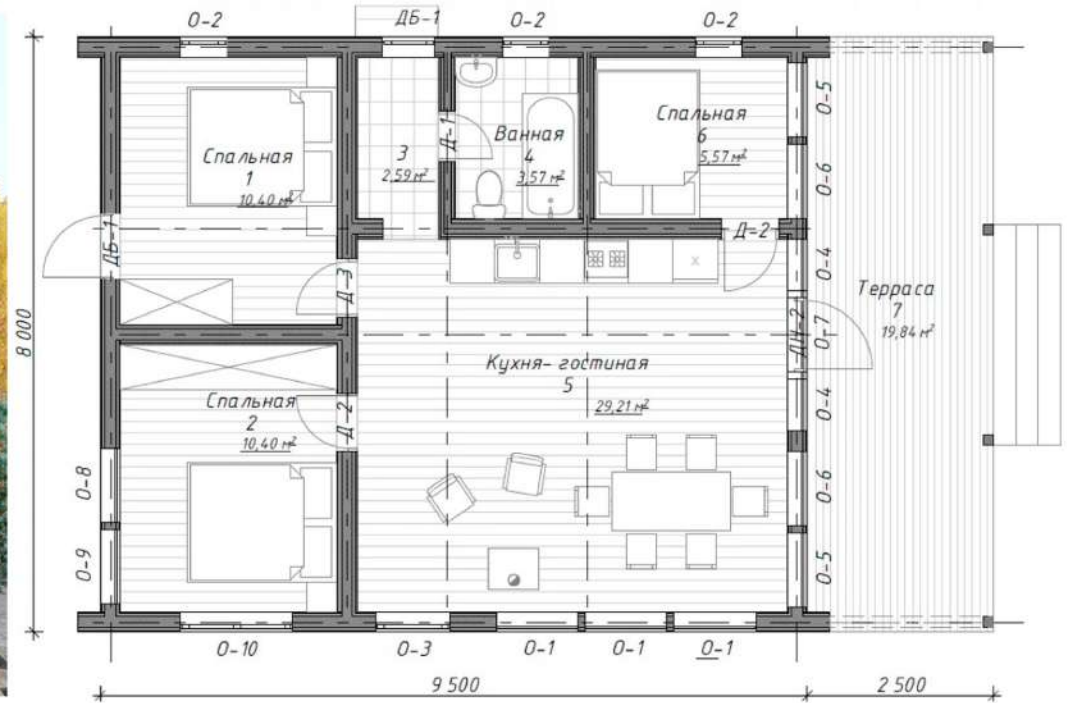 О-2
ДБ-1
О-2
О-2
Спальная
1
10.40 м²
3
2,59 м²
Д-1
Ванная
4
3,57 м²
Спальная
6
5,57 м²
О-5
О-6
ДБ-1
Д-3
Д-2
О-4
Терраса
7
19,84 м²
8 000
Кухня- гостиная
5
29,21 м²
О-7
О-4
Спальная
2
10,40 м²
Д-2
О-8
О-9
О-6
О-5
О-10
О-3
О-1
О-1
О-1
9 500
2 500